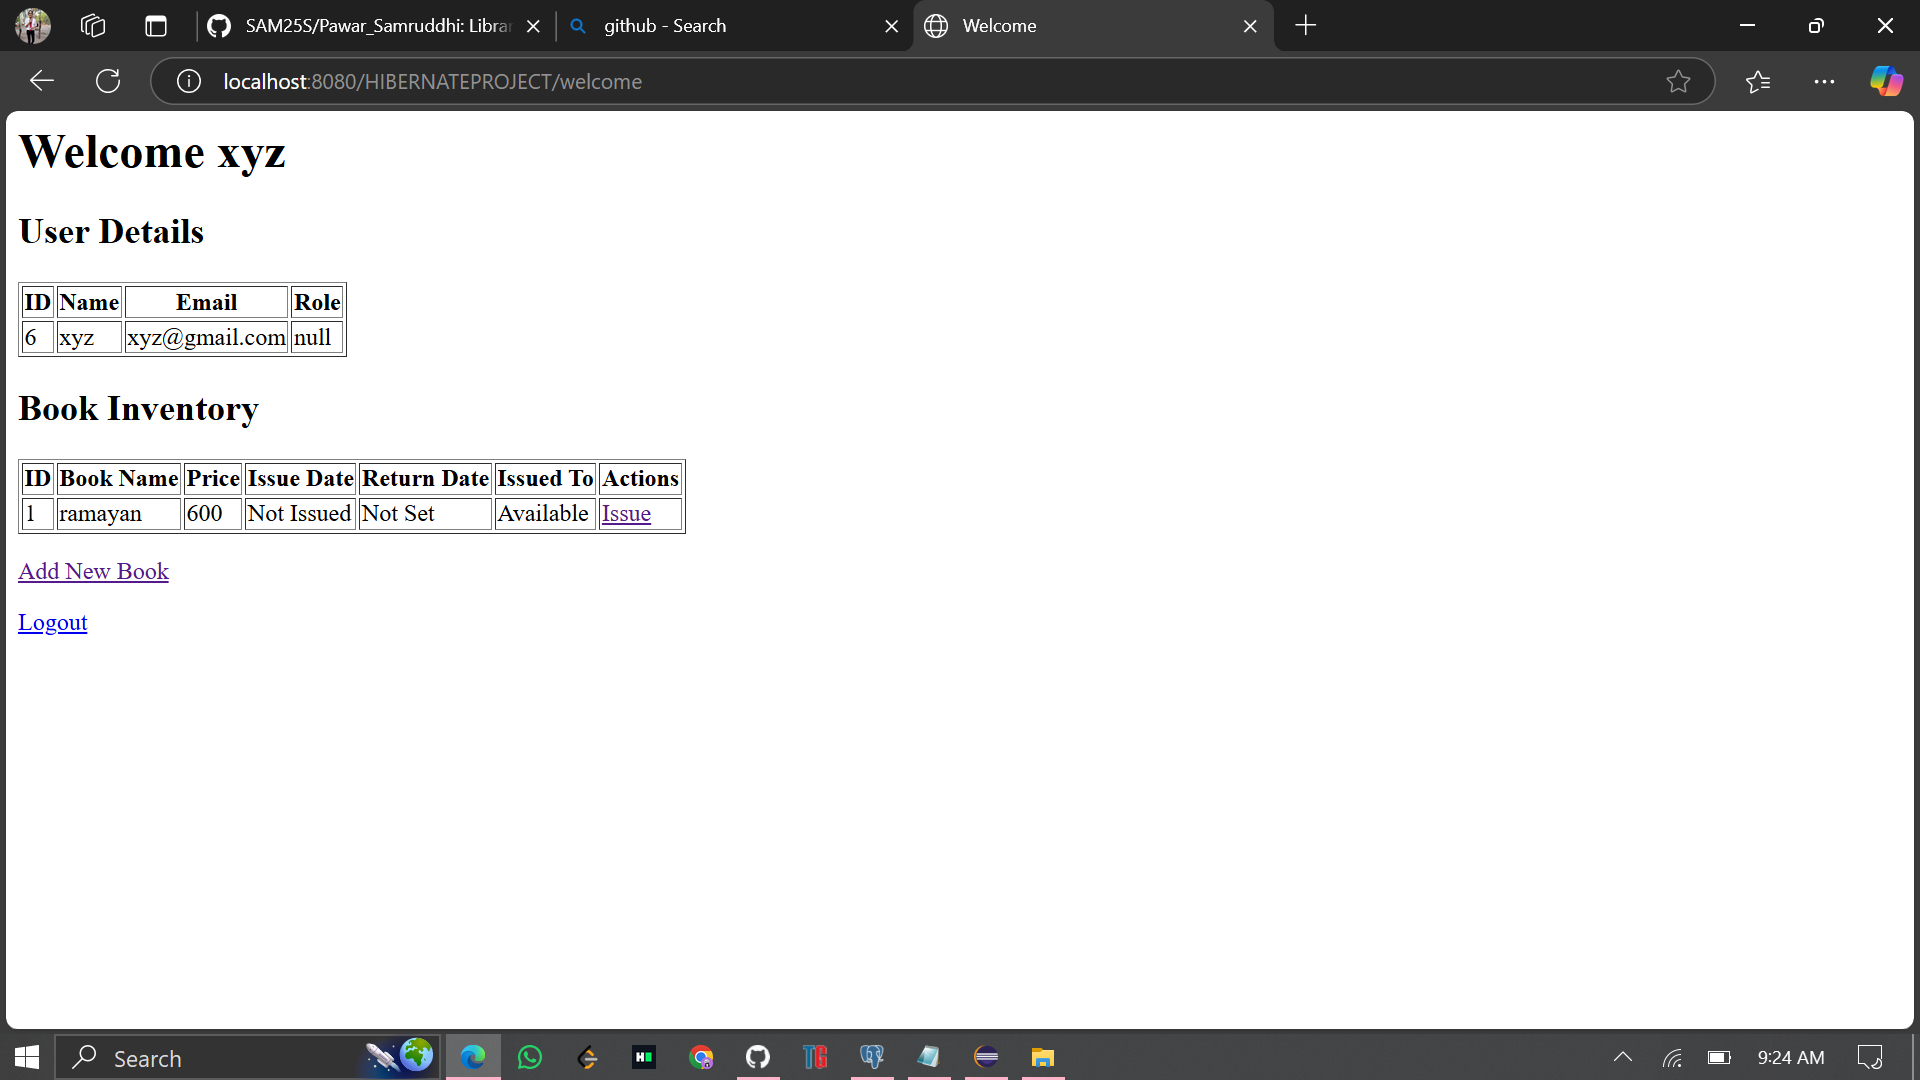 SAM25S/Pawar_Samruddhi: Librar
github - Search
Welcome
localhost:8080/HIBERNATEPROJECT/welcome
Welcome xyz
User Details
ID Name Email Role
6 xyz xyz@gmail.com null
Book Inventory
ID Book Name Price Issue Date Return Date Issued To Actions
1 ramayan 600 Not Issued Not Set Available Issue
Add New Book
Logout
Search
H
TG
9:24 AM